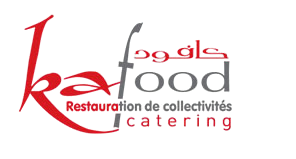 كافود
kafood
Restauration de collectivités
catering